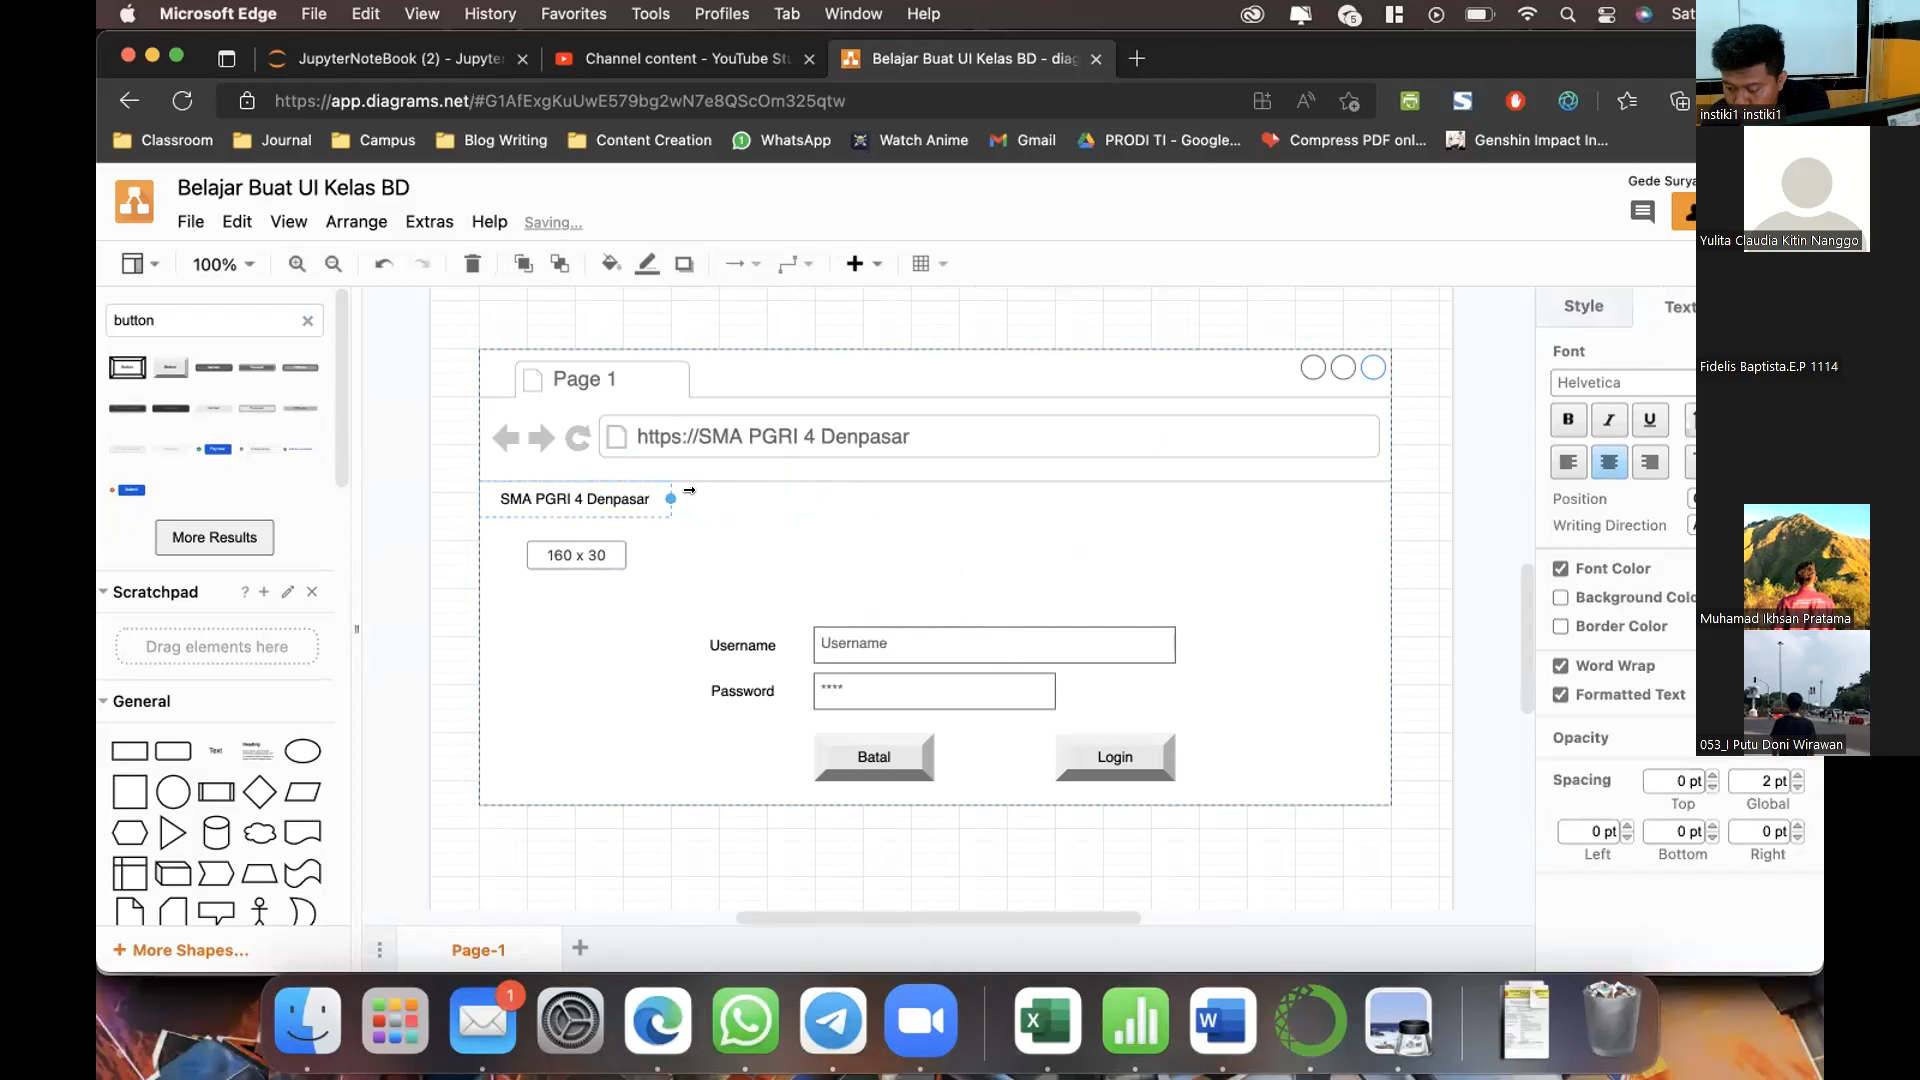 Microsoft Edge File Edit View History Favorites Tools Profiles Tab Window Help 5 Sat
JupyterNoteBook (2) - Jupyte Channel content - YouTube St Belajar Buat UI Kelas BD - diag
https://app.diagrams.net/#G1AfExgKuUwE579bg2wN7e8QScOm325qtw
Classroom Journal Campus Blog Writing Content Creation WhatsApp Watch Anime Gmail PRODI TI - Google... Compress PDF onl... Genshin Impact In...
Belajar Buat UI Kelas BD
Gede Surya
File Edit View Arrange Extras Help Saving...
100%
button
More Results
Scratchpad ?
Drag elements here
General
Text Heading
+ More Shapes...
Page 1
https://SMA PGRI 4 Denpasar
SMA PGRI 4 Denpasar
160 x 30
Username Username
Password ****
Batal Login
Page-1
Style Text
Font
Helvetica
B I U
Position
Writing Direction
Font Color
Background Colo
Border Color
Word Wrap
Formatted Text
Opacity
Spacing 0 pt 2 pt
Top Global
0 pt 0 pt 0 pt
Left Bottom Right
instiki1 instiki1
Yulita Claudia Kitin Nanggo
Fidelis Baptista.E.P 1114
Muhamad Ikhsan Pratama
053_I Putu Doni Wirawan
1
X W